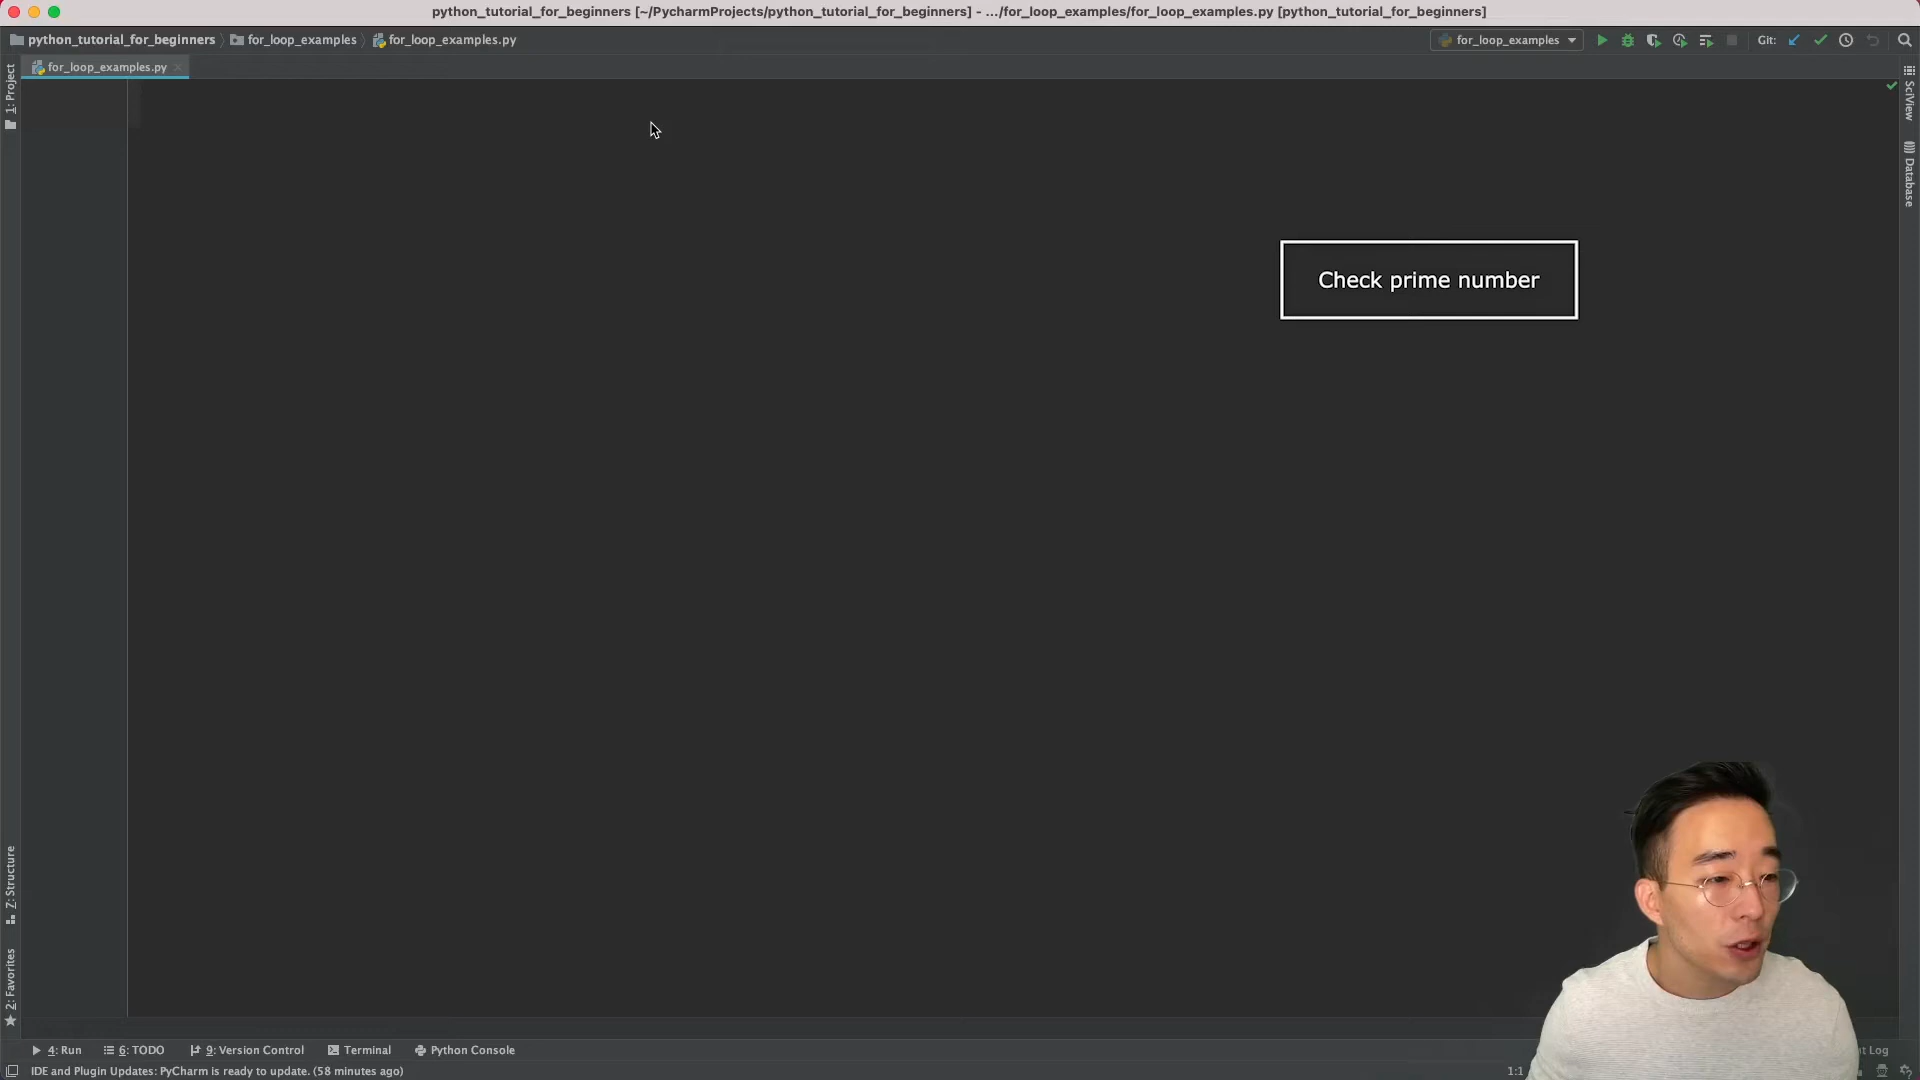 python_tutorial_for_beginners [~/PycharmProjects/python_tutorial_for_beginners] - .../for_loop_examples/for_loop_examples.py [python_tutorial_for_beginners]
python_tutorial_for_beginners for_loop_examples for_loop_examples.py for_loop_examples Git:
for_loop_examples.py
1: Project
SciView
Database
Check prime number
Z: Structure
2: Favorites
4: Run 6: TODO 9: Version Control Terminal Python Console t Log
IDE and Plugin Updates: PyCharm is ready to update. (58 minutes ago) 1:1